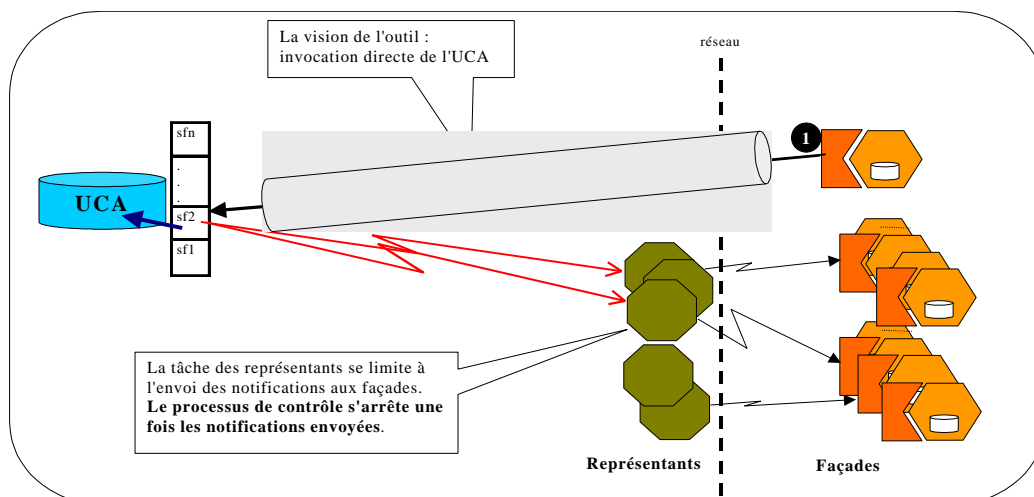 La vision de l'outil :
invocation directe de l'UCA
réseau
1
sfn
.
.
.
sf2
sf1
UCA
La tâche des représentants se limite à
l'envoi des notifications aux façades.
Le processus de contrôle s'arrête une
fois les notifications envoyées.
Représentants
Façades